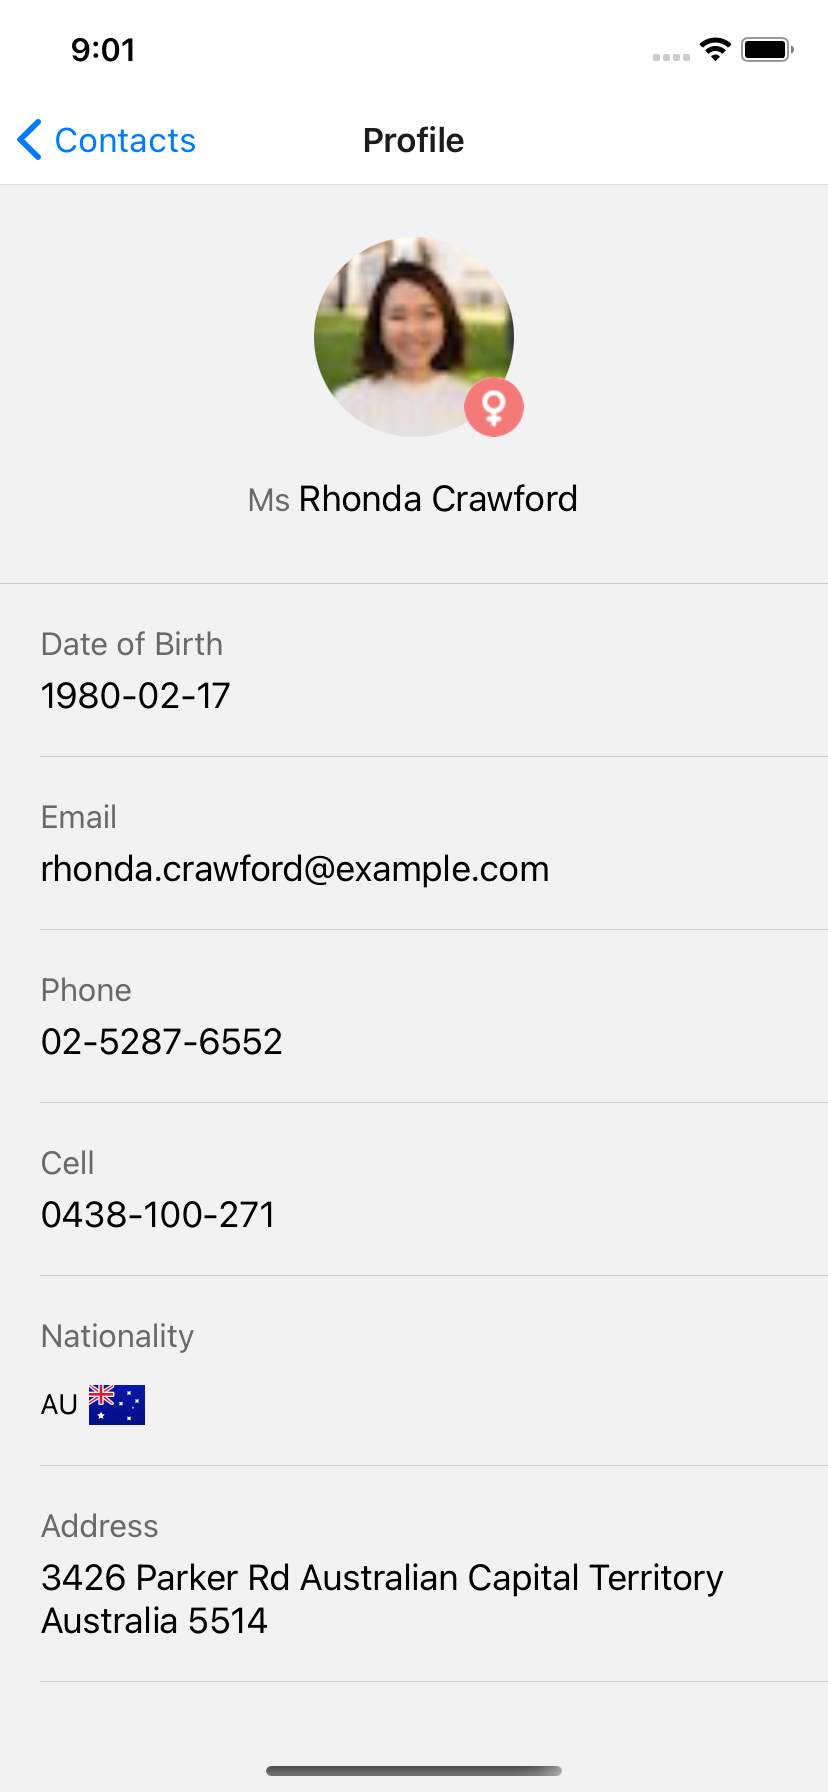 9:01
Contacts
Profile
Ms Rhonda Crawford
Date of Birth
1980-02-17
Email
rhonda.crawford@example.com
Phone
02-5287-6552
Cell
0438-100-271
Nationality
AU
Address
3426 Parker Rd Australian Capital Territory
Australia 5514